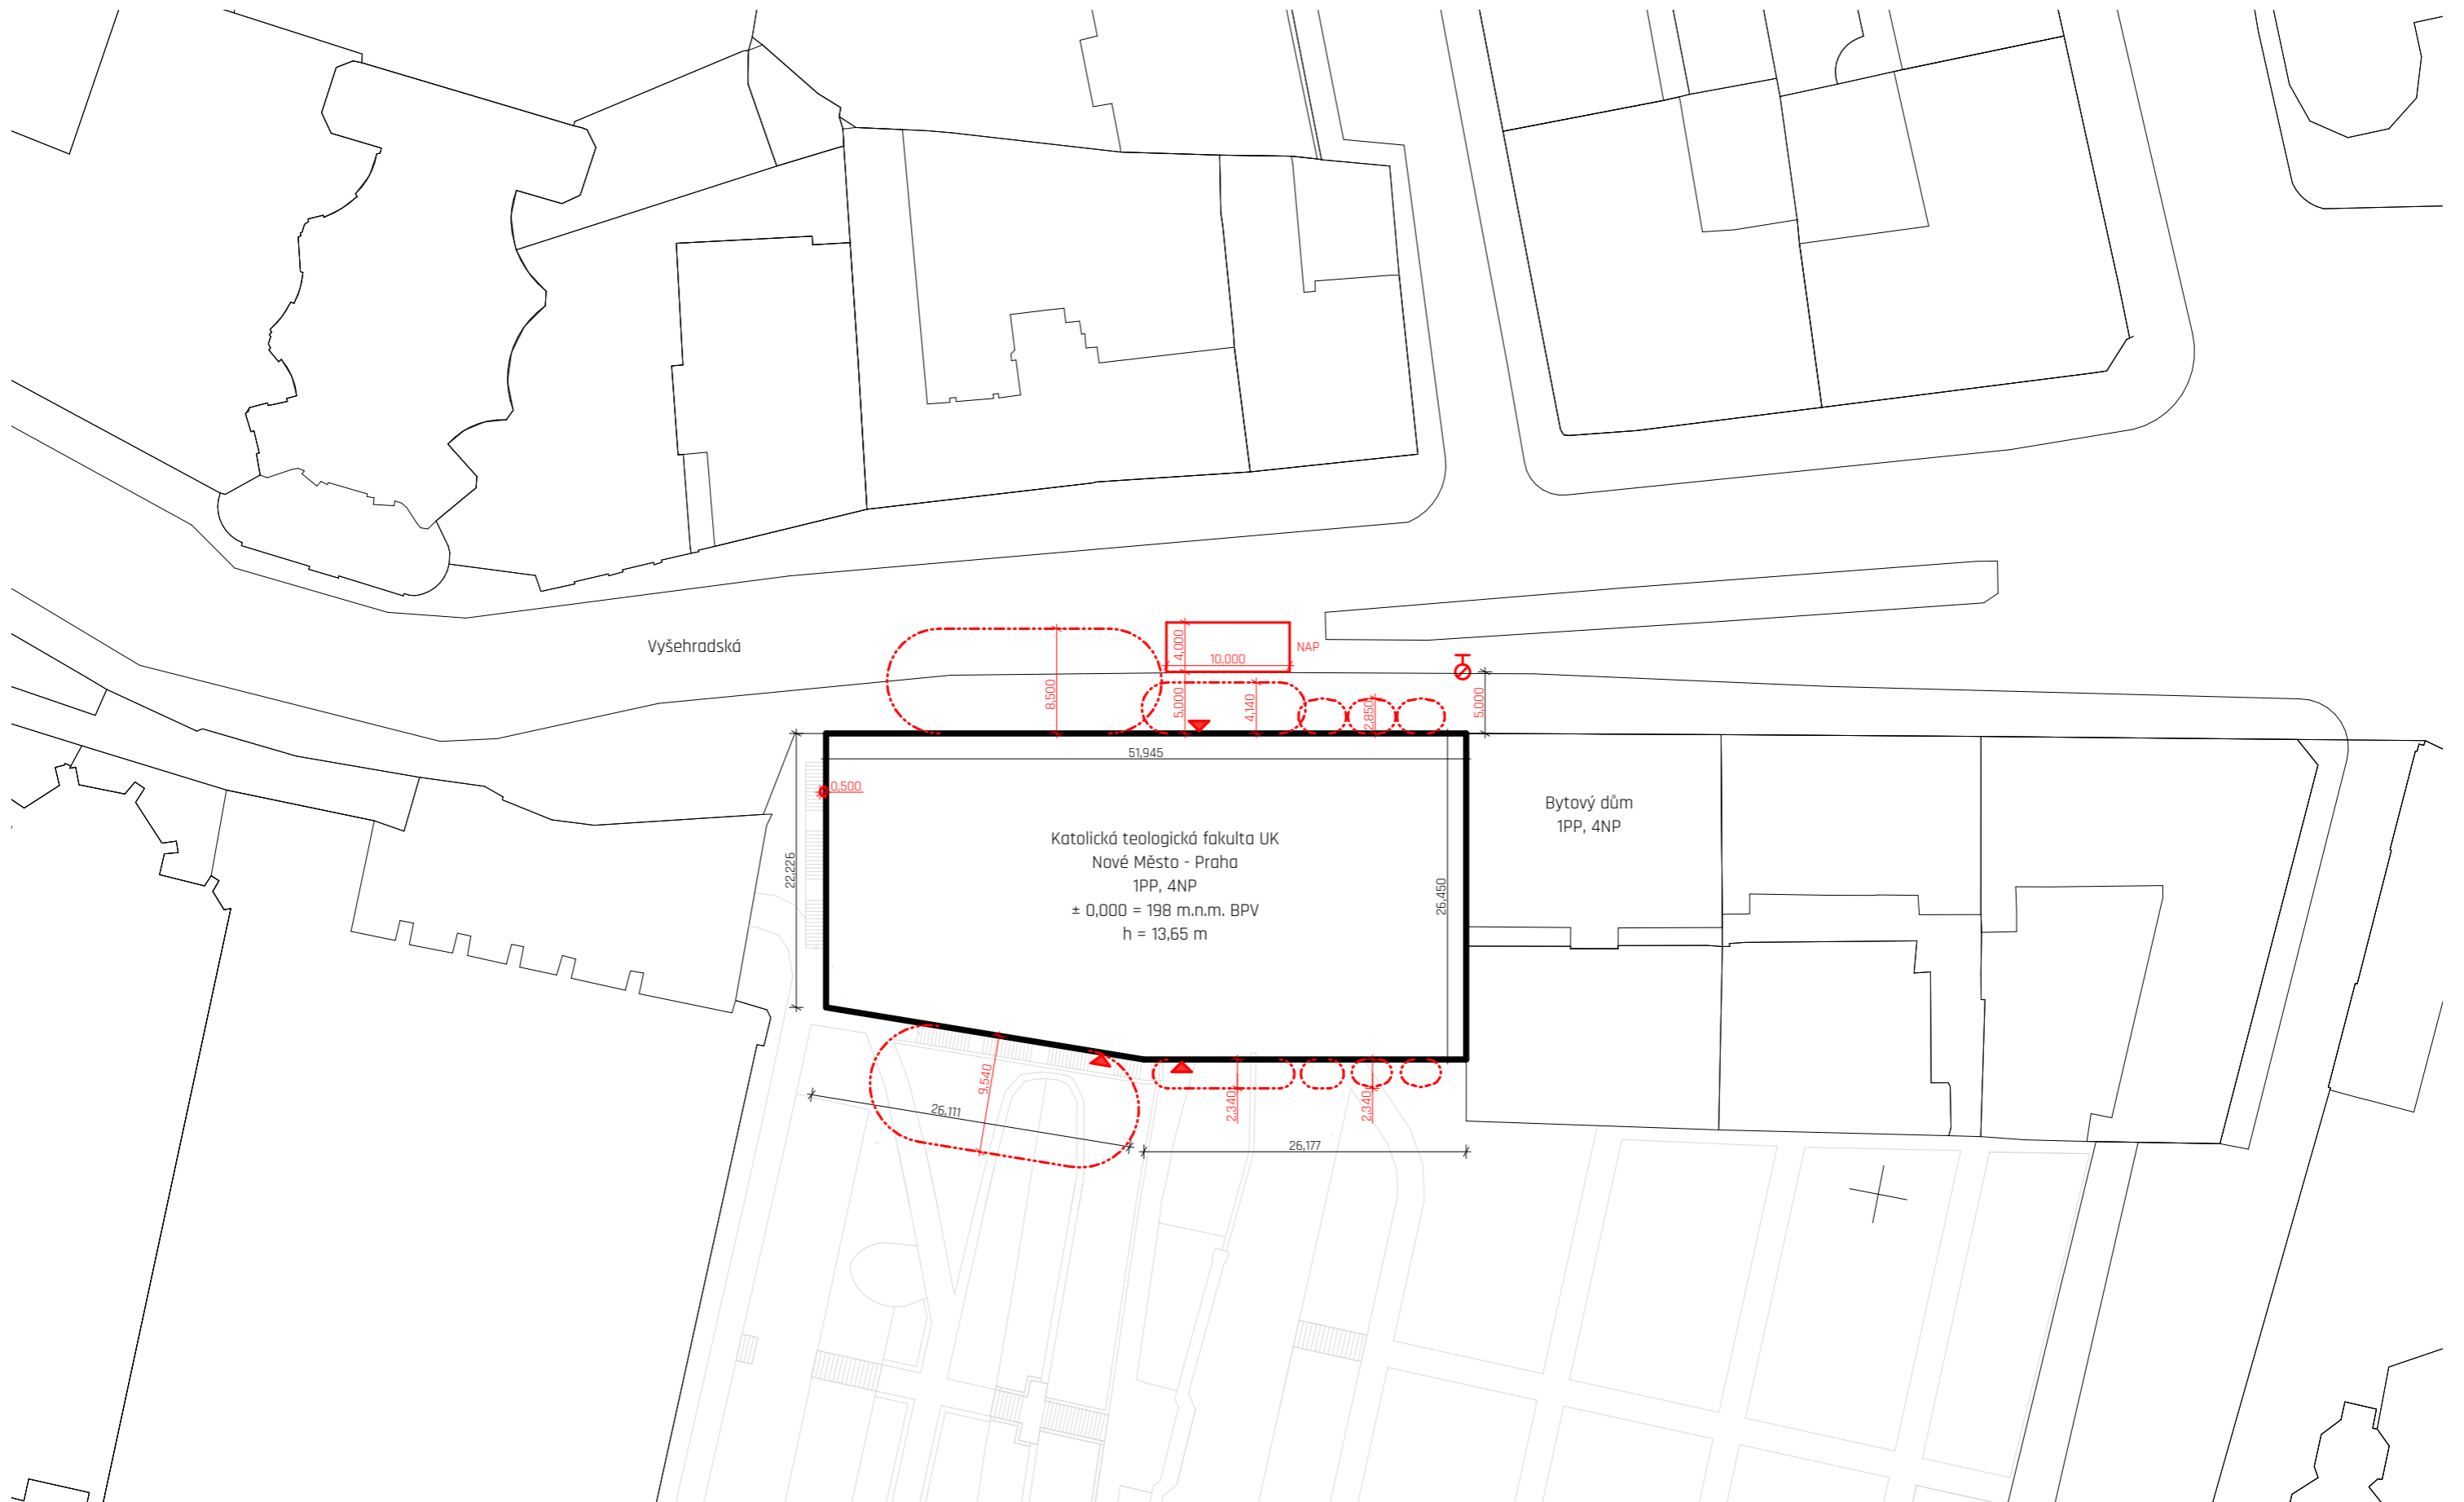 Vyšehradská
8,500
4,000
10,000
NAP
5,000
4,140
2,850
5,000
51,945
0,500
22,226
Katolická teologická fakulta UK
Nové Město - Praha
1PP, 4NP
± 0,000 = 198 m.n.m. BPV
h = 13,65 m
26,450
Bytový dům
1PP, 4NP
9,540
26,111
2,340
2,340
26,177